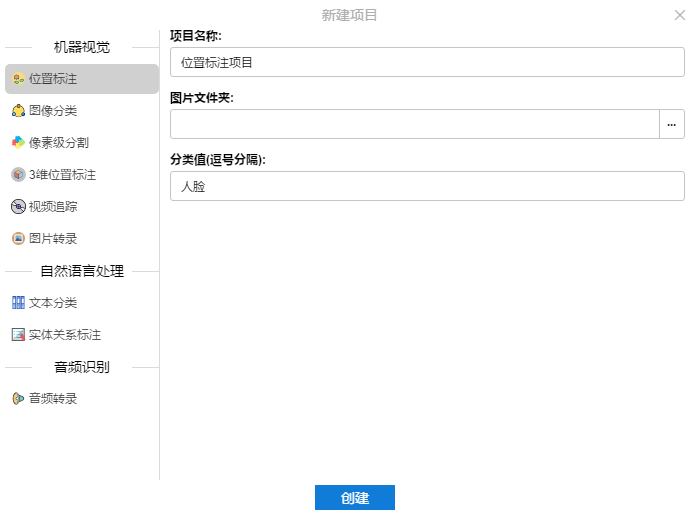 新建项目
机器视觉
位置标注
图像分类
像素级分割
3维位置标注
视频追踪
图片转录
自然语言处理
文本分类
实体关系标注
音频识别
音频转录
项目名称:
位置标注项目
图片文件夹:
...
分类值(逗号分隔):
人脸
创建